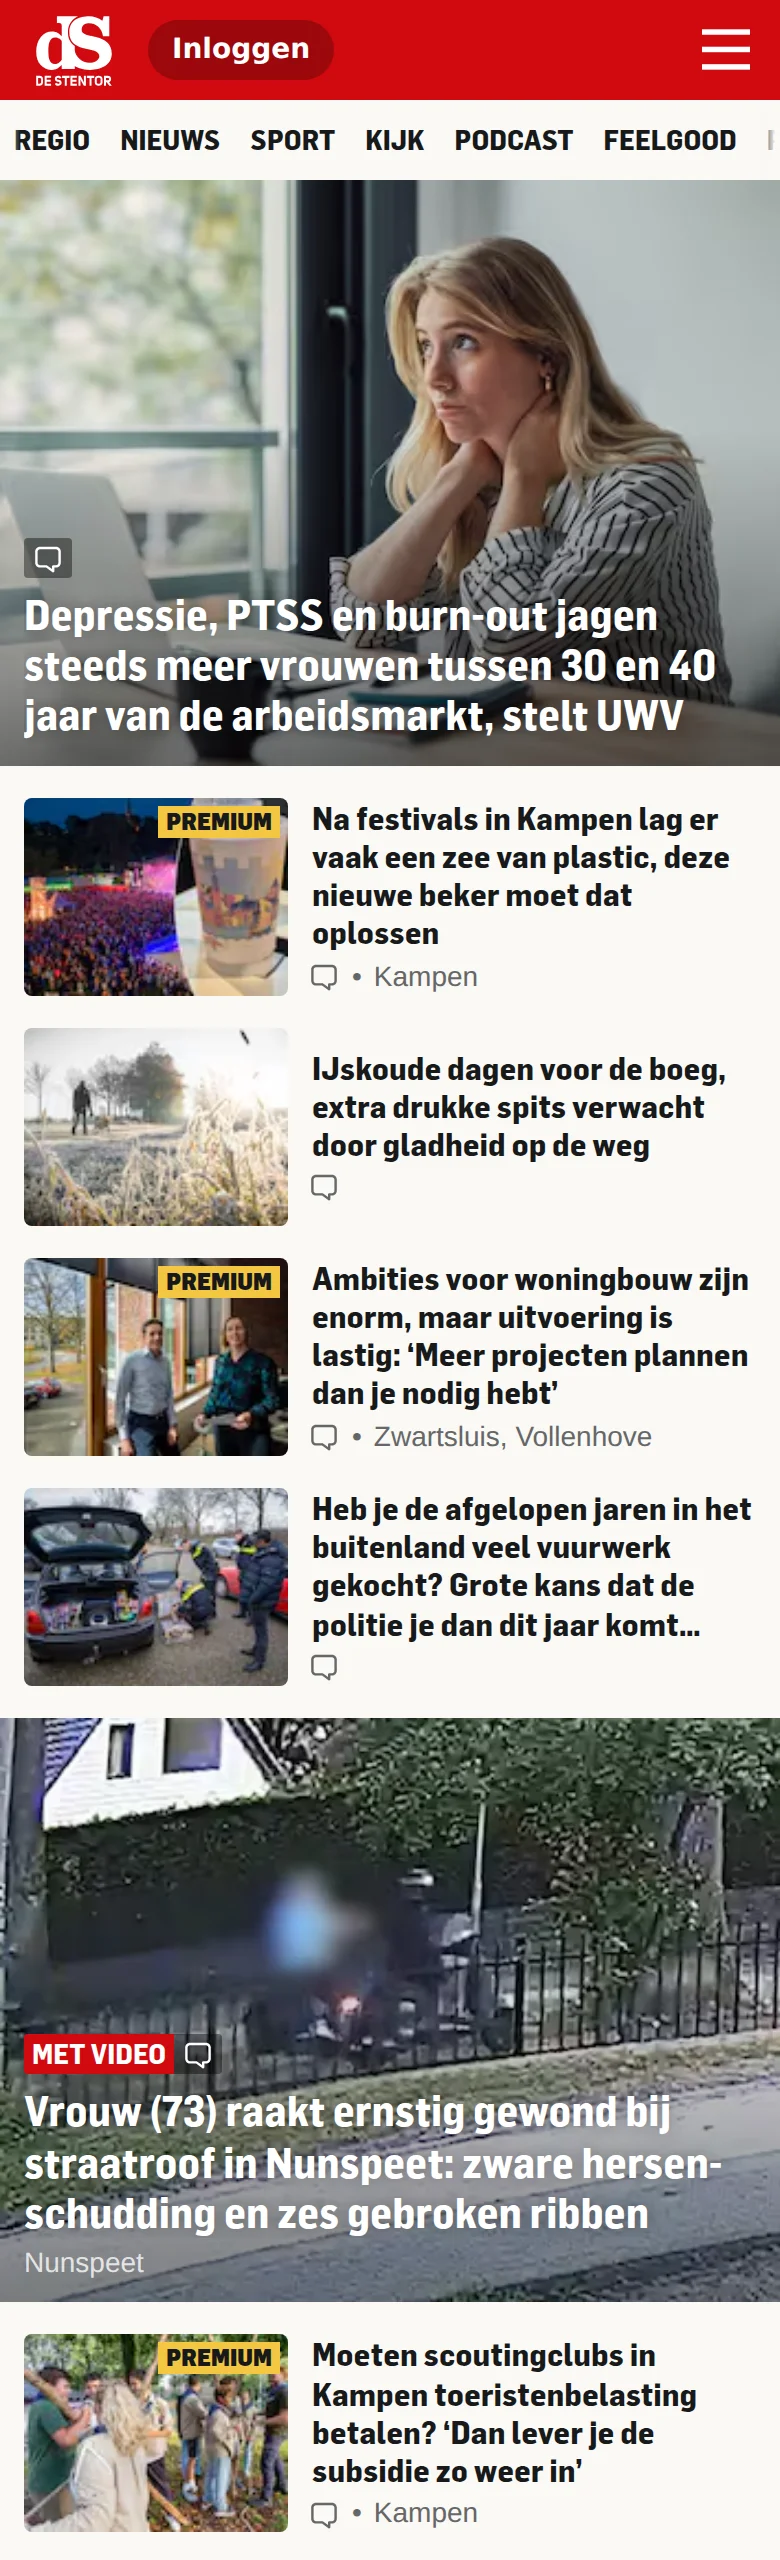 dS
DE STENTOR
Inloggen
REGIO NIEUWS SPORT KIJK PODCAST FEELGOOD
Depressie, PTSS en burn-out jagen
steeds meer vrouwen tussen 30 en 40
jaar van de arbeidsmarkt, stelt UWV
PREMIUM
Na festivals in Kampen lag er
vaak een zee van plastic, deze
nieuwe beker moet dat
oplossen
• Kampen
IJskoude dagen voor de boeg,
extra drukke spits verwacht
door gladheid op de weg
PREMIUM
Ambities voor woningbouw zijn
enorm, maar uitvoering is
lastig: ‘Meer projecten plannen
dan je nodig hebt’
• Zwartsluis, Vollenhove
Heb je de afgelopen jaren in het
buitenland veel vuurwerk
gekocht? Grote kans dat de
politie je dan dit jaar komt...
MET VIDEO
Vrouw (73) raakt ernstig gewond bij
straatroof in Nunspeet: zware hersen-
schudding en zes gebroken ribben
Nunspeet
PREMIUM
Moeten scoutingclubs in
Kampen toeristenbelasting
betalen? ‘Dan lever je de
subsidie zo weer in’
• Kampen